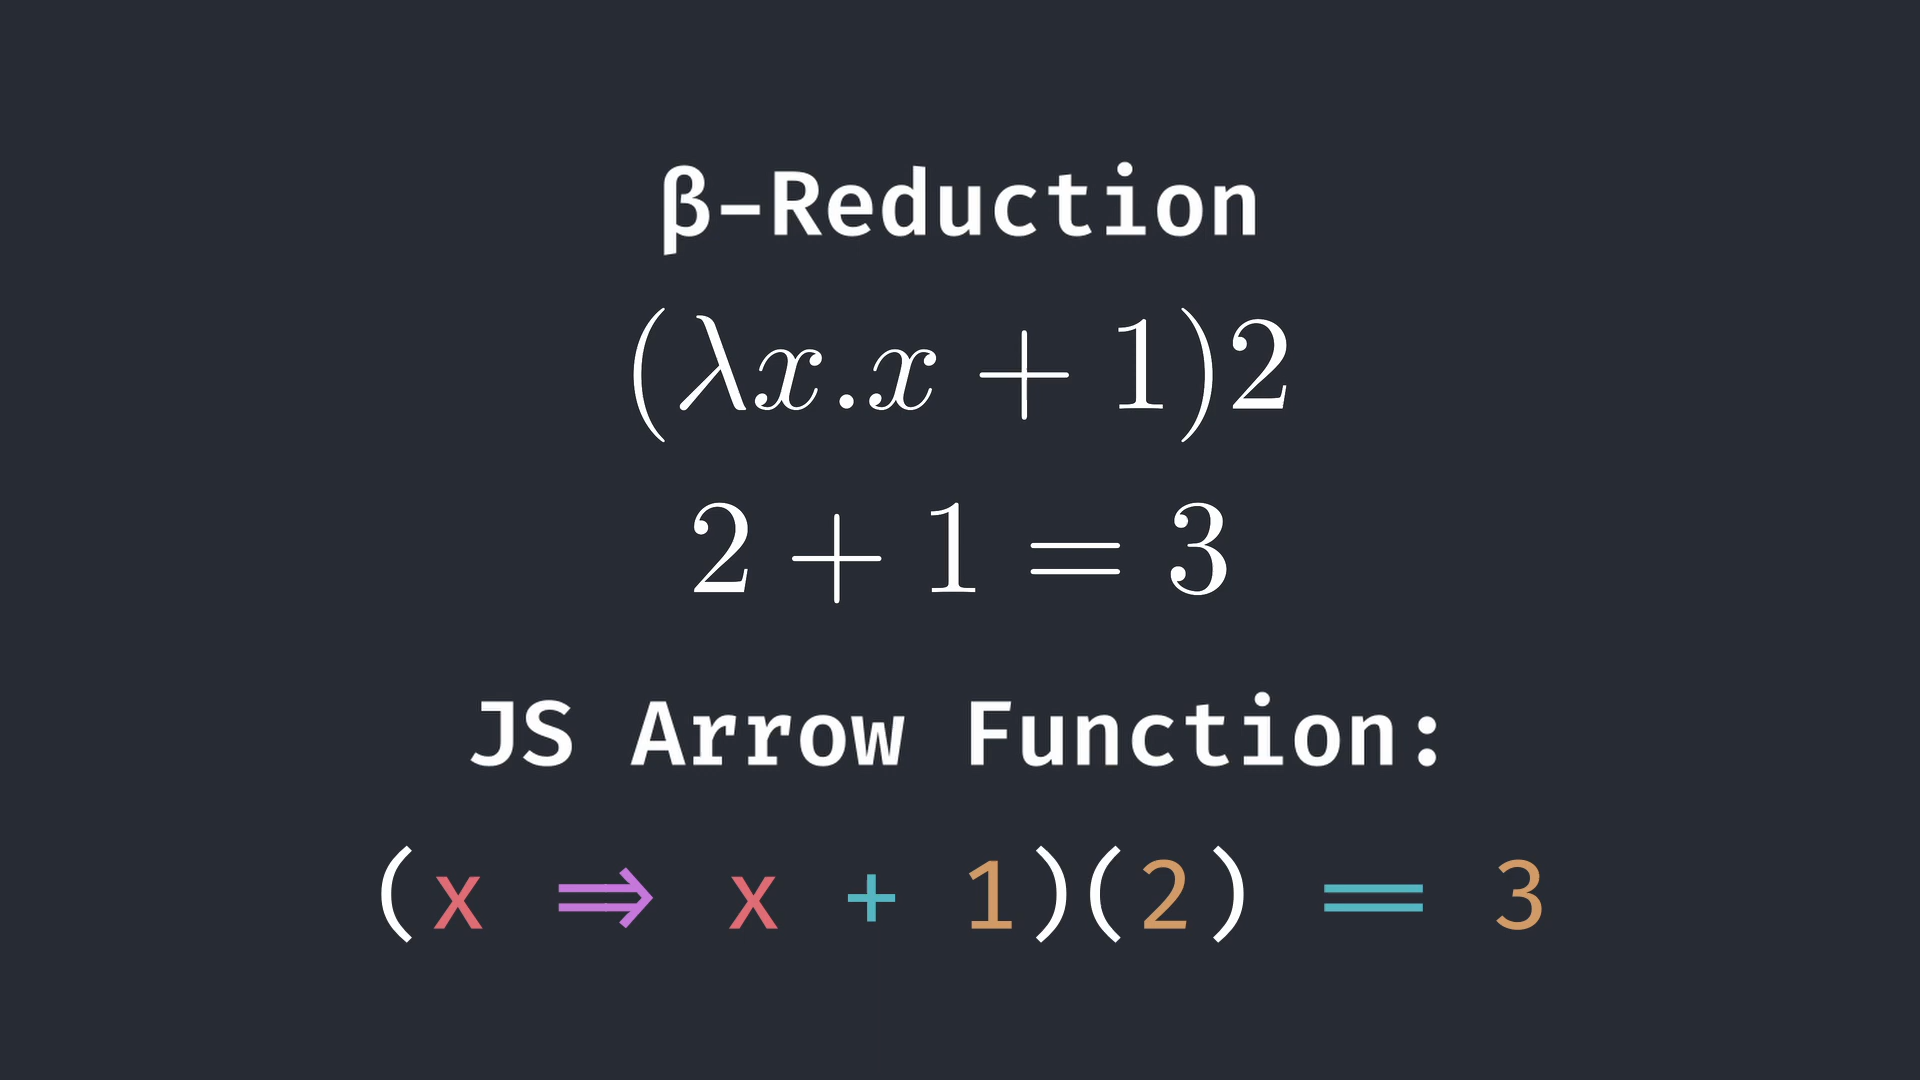 β-Reduction
(λx.x + 1)2
2 + 1 = 3
JS Arrow Function:
(x => x + 1)(2) == 3